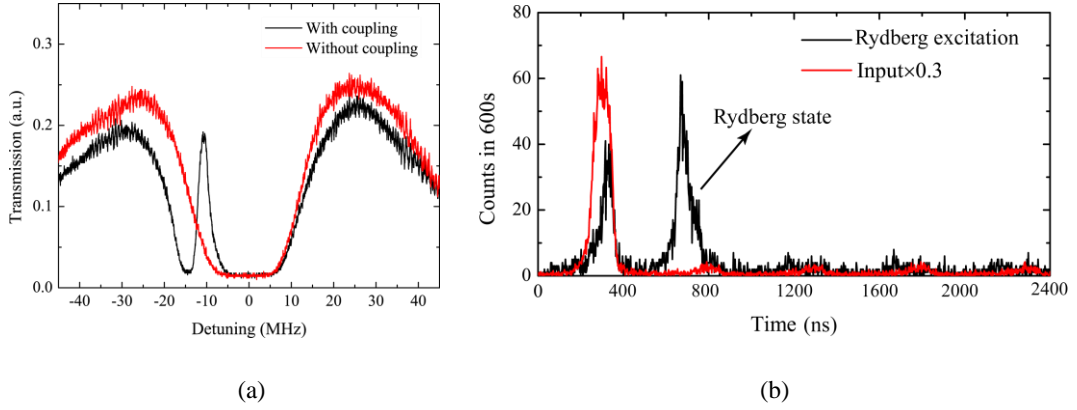 With coupling
Without coupling
0.3
0.2
0.1
0.0
Transmission (a.u.)
-40 -30 -20 -10 0 10 20 30 40
Detuning (MHz)
(a)
Rydberg excitation
Input×0.3
Rydberg state
80
60
40
20
0
Counts in 600s
0 400 800 1200 1600 2000 2400
Time (ns)
(b)